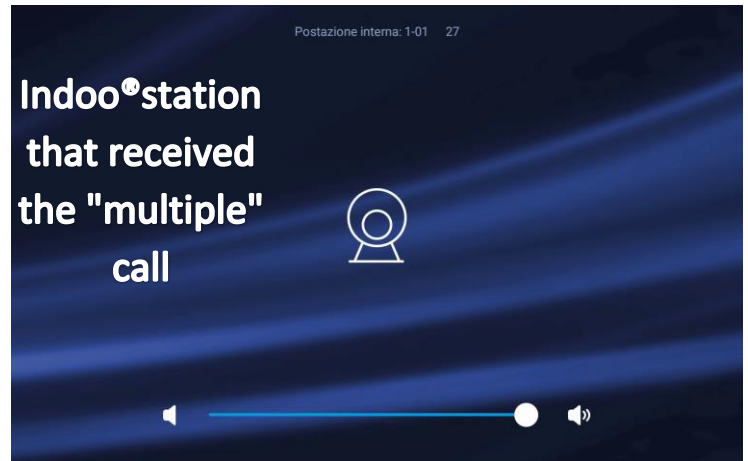 Postazione interna: 1-01 27
Indoo®station
that received
the "multiple"
call